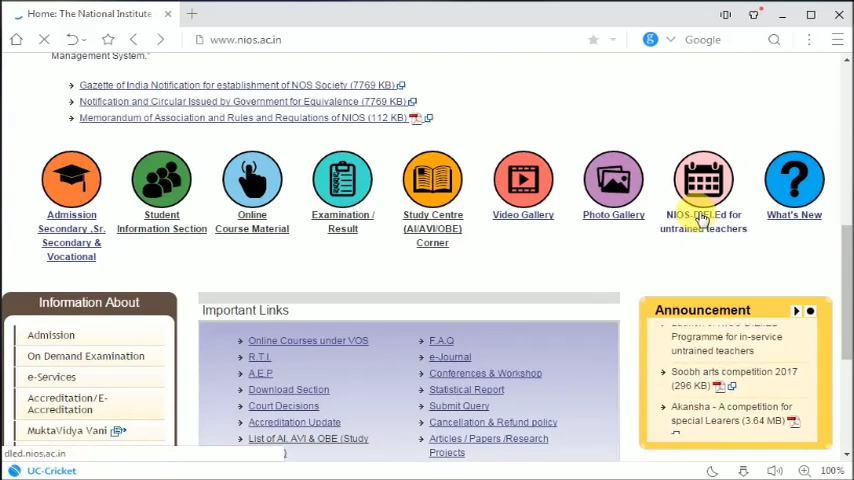 Home: The National Institute
www.nios.ac.in
Google
Management System."
Gazette of India Notification for establishment of NOS Society (7769 KB)
Notification and Circular Issued by Government for Equivalence (7769 KB)
Memorandum of Association and Rules and Regulations of NIOS (112 KB)
Admission
Secondary ,Sr.
Secondary &
Vocational
Student
Information Section
Online
Course Material
Examination /
Result
Study Centre
(AI/AVI/OBE)
Corner
Video Gallery
Photo Gallery
NIOS-D.El.Ed for
untrained teachers
What's New
Information About
Admission
On Demand Examination
e-Services
Accreditation/E-
Accreditation
MuktaVidya Vani
Important Links
Online Courses under VOS
R.T.I.
A.E.P
Download Section
Court Decisions
Accreditation Update
List of AI, AVI & OBE (Study
F.A.Q
e-Journal
Conferences & Workshop
Statistical Report
Submit Query
Cancellation & Refund policy
Articles / Papers /Research
Projects
Announcement
Programme for in-service
untrained teachers
Soobh arts competition 2017
(296 KB)
Akansha - A competition for
special Learers (3.64 MB)
dled.nios.ac.in
UC-Cricket
100%